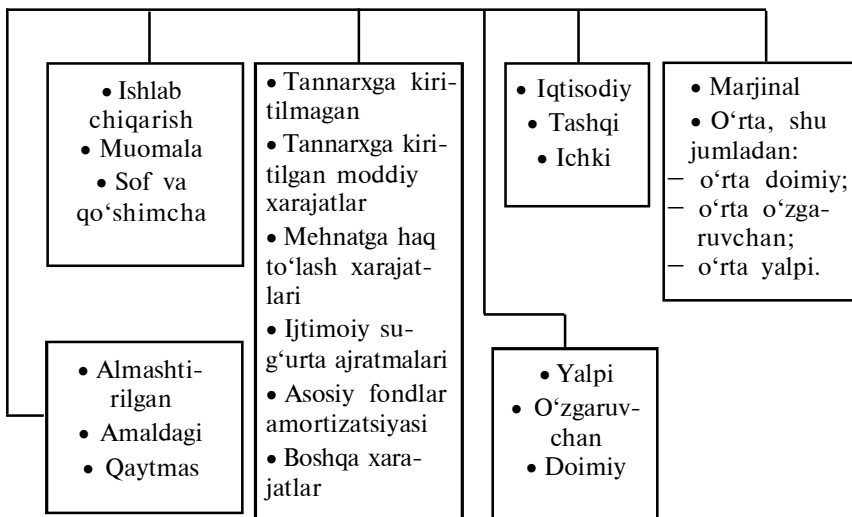 • Ishlab
chiqarish
• Muomala
• Sof va
qo‘shimcha
• Tannarxga kiri-
tilmagan
• Tannarxga kiri-
tilgan moddiy
xarajatlar
• Mehnatga haq
to‘lash xarajat-
lari
• Ijtimoiy su-
g‘urta ajratmalari
• Asosiy fondlar
amortizatsiyasi
• Boshqa xara-
jatlar
• Iqtisodiy
• Tashqi
• Ichki
• Marjinal
• O‘rta, shu
jumladan:
— o‘rta doimiy;
— o‘rta o‘zga-
ruvchan;
— o‘rta yalpi.
• Almashti-
rilgan
• Amaldagi
• Qaytmas
• Yalpi
• O‘zgaruv-
chan
• Doimiy